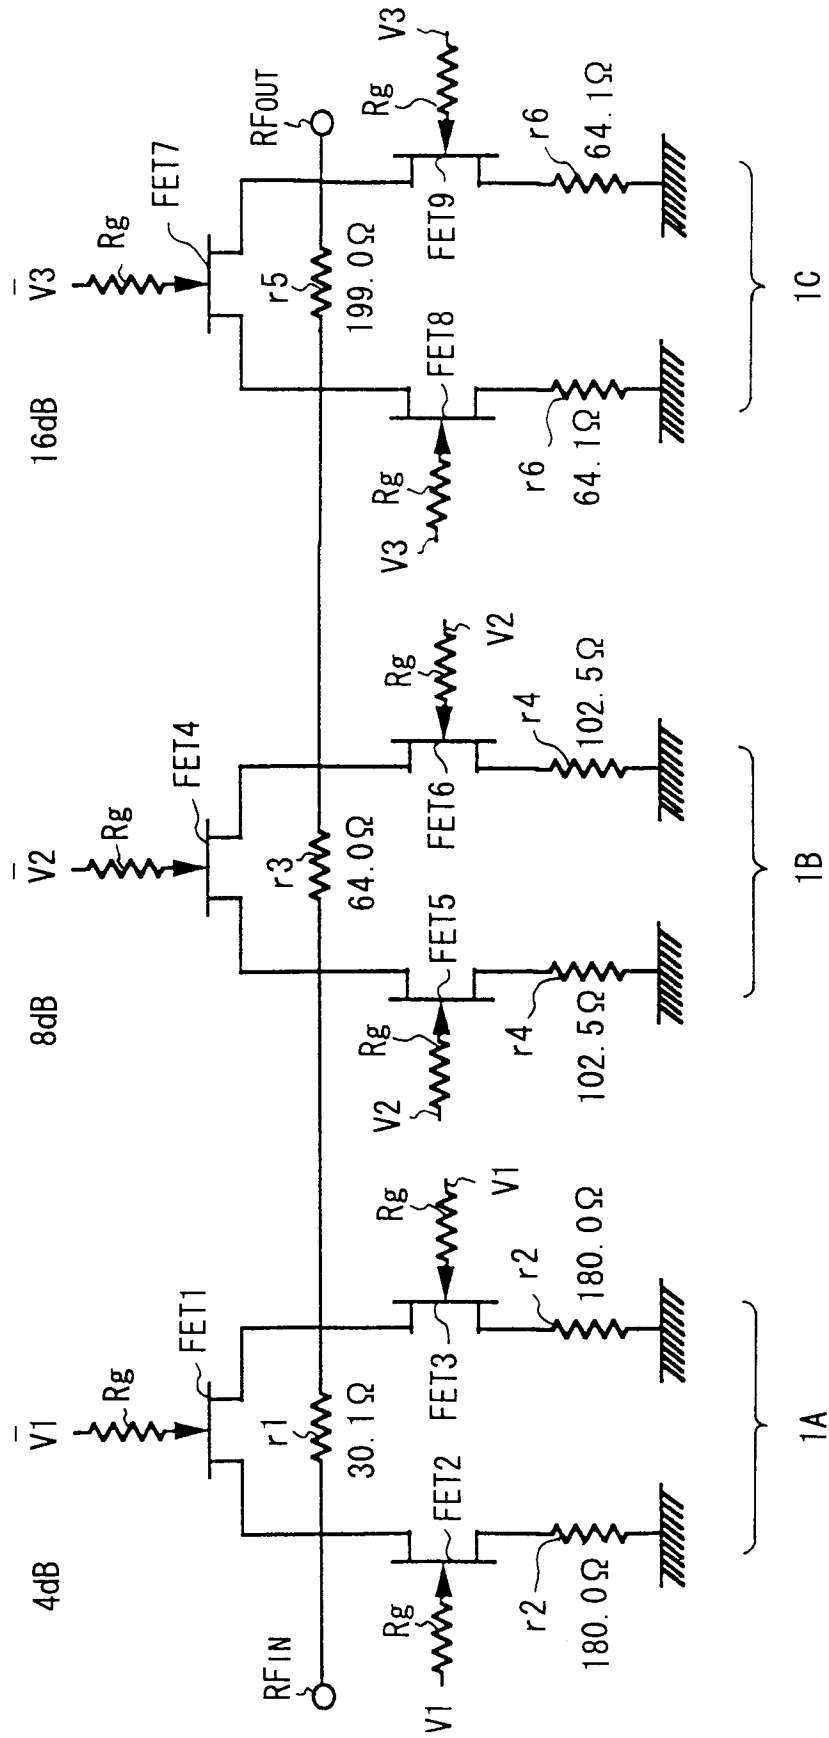 4dB
8dB
16dB
V̅1
V̅2
V̅3
Rg
Rg
Rg
FET1
FET4
FET7
RFIN
r1
30.1Ω
r3
64.0Ω
r5
199.0Ω
RFOUT
V1
Rg
FET2
FET3
Rg
V1
V2
Rg
FET5
FET6
Rg
V2
V3
Rg
FET8
FET9
Rg
V3
r2
180.0Ω
r2
180.0Ω
r4
102.5Ω
r4
102.5Ω
r6
64.1Ω
r6
64.1Ω
1A
1B
1C